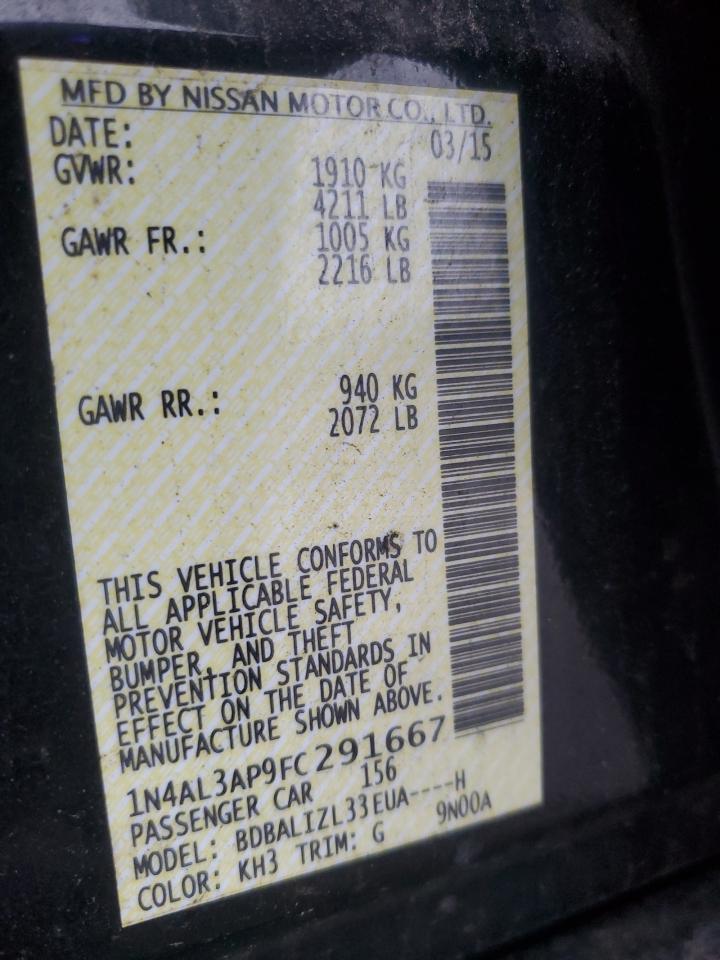 MFD BY NISSAN MOTOR CO., LTD.
DATE: 03/15
GVWR: 1910 KG
4211 LB
GAWR FR.: 1005 KG
2216 LB
GAWR RR.: 940 KG
2072 LB
THIS VEHICLE CONFORMS TO
ALL APPLICABLE FEDERAL
MOTOR VEHICLE SAFETY,
BUMPER, AND THEFT
PREVENTION STANDARDS IN
EFFECT ON THE DATE OF
MANUFACTURE SHOWN ABOVE.
1N4AL3AP9FC291667
PASSENGER CAR 156
MODEL: BDBALIZL33EUA----H
COLOR: KH3 TRIM: G 9N00A